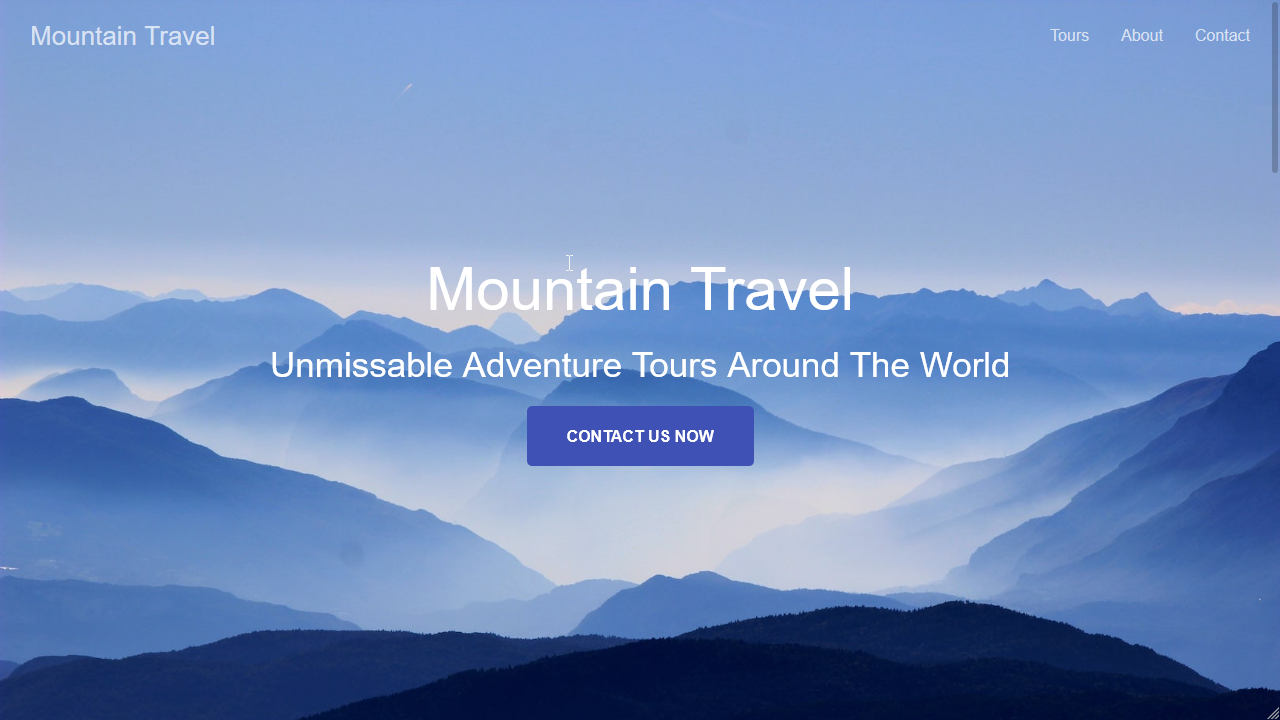 Mountain Travel
Tours About Contact
Mountain Travel
Unmissable Adventure Tours Around The World
CONTACT US NOW